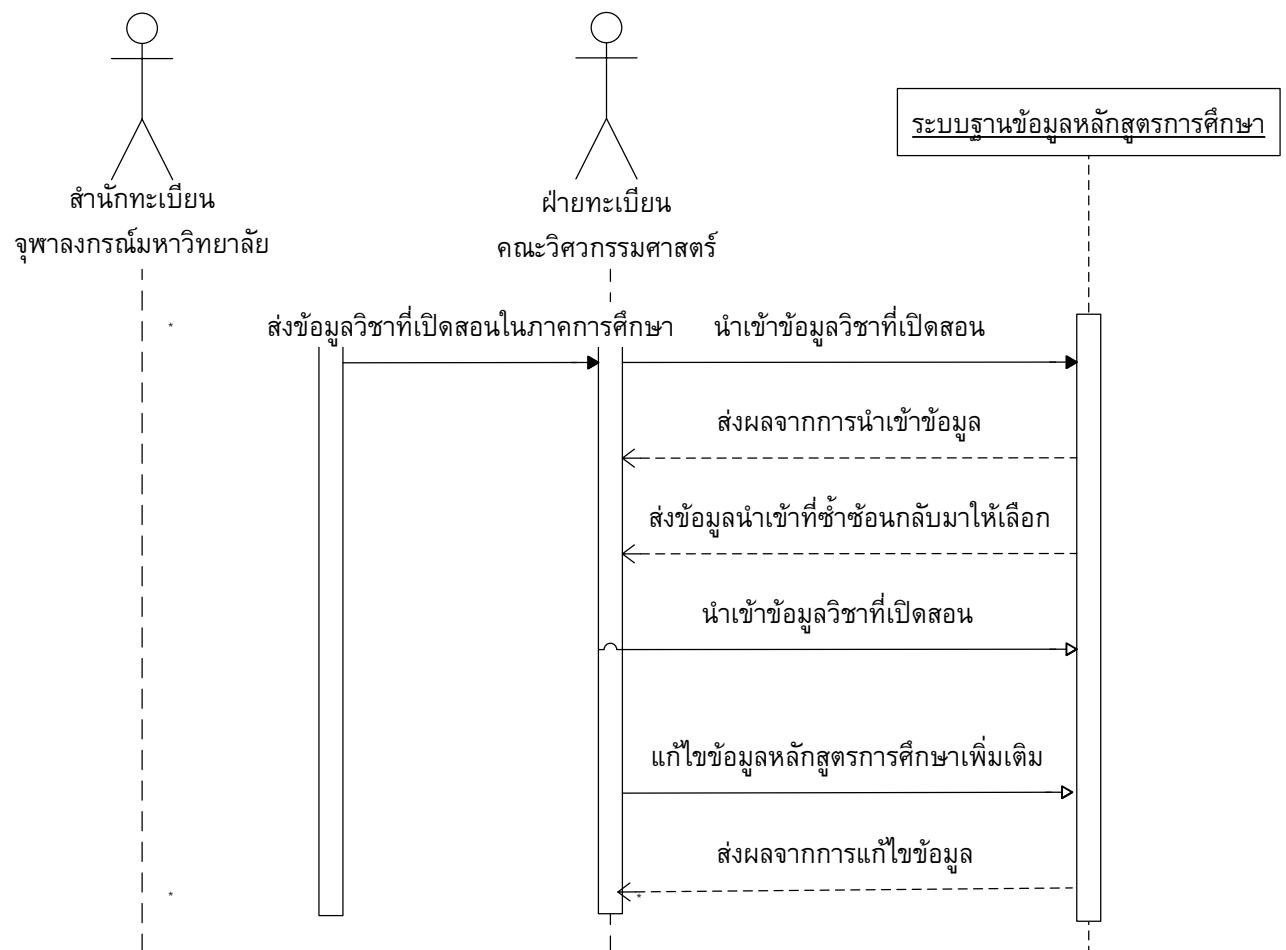 สำนักทะเบียน
จุฬาลงกรณ์มหาวิทยาลัย
ฝ่ายทะเบียน
คณะวิศวกรรมศาสตร์
ระบบฐานข้อมูลหลักสูตรการศึกษา
* ส่งข้อมูลวิชาที่เปิดสอนในภาคการศึกษา
นำเข้าข้อมูลวิชาที่เปิดสอน
ส่งผลจากการนำเข้าข้อมูล
ส่งข้อมูลนำเข้าที่ซ้ำซ้อนกลับมาให้เลือก
นำเข้าข้อมูลวิชาที่เปิดสอน
แก้ไขข้อมูลหลักสูตรการศึกษาเพิ่มเติม
ส่งผลจากการแก้ไขข้อมูล
*
*